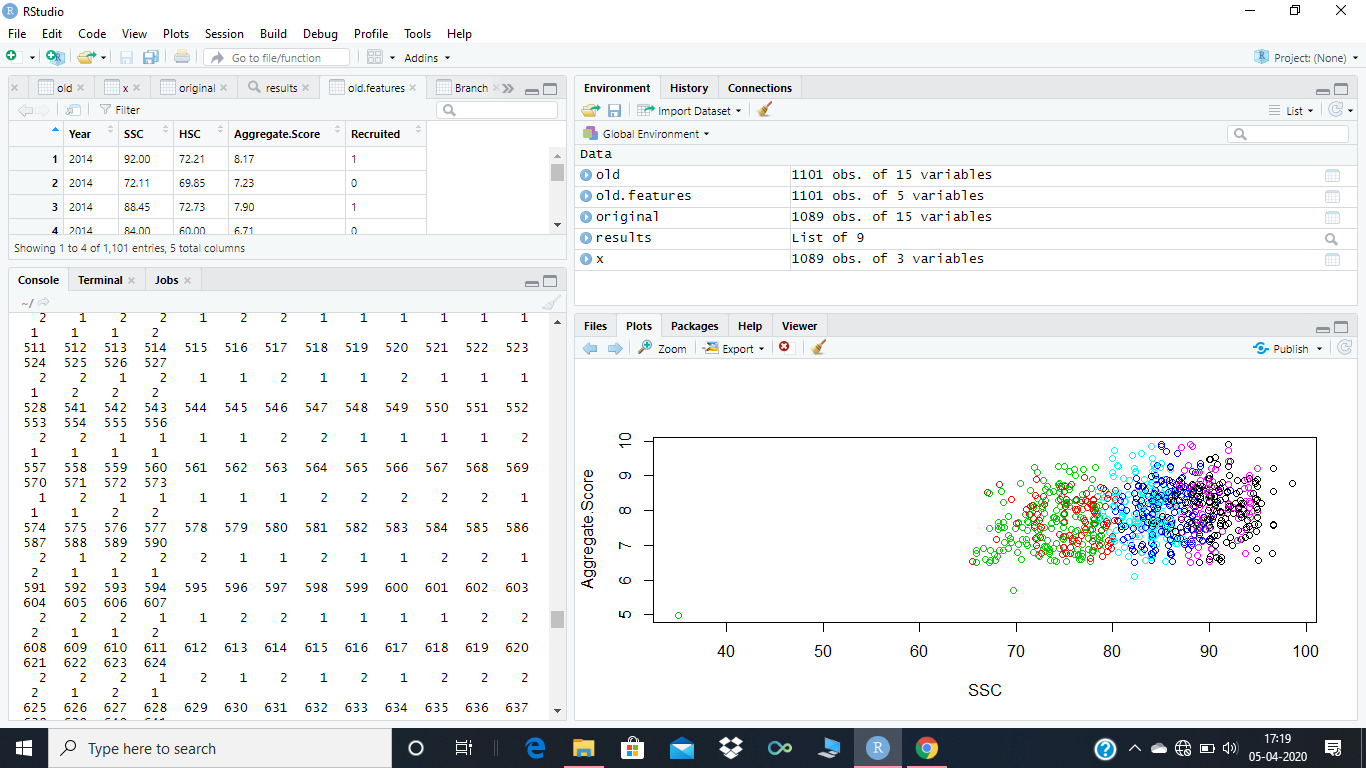 RStudio
File Edit Code View Plots Session Build Debug Profile Tools Help
Go to file/function Addins Project: (None)
old x original results old.features Branch
Filter
Year SSC HSC Aggregate.Score Recruited
1 2014 92.00 72.21 8.17 1
2 2014 72.11 69.85 7.23 0
3 2014 88.45 72.73 7.90 1
4 2014 84.00 60.00 6.71 0
Showing 1 to 4 of 1,101 entries, 5 total columns
Console Terminal Jobs
~/
2 1 2 2 1 2 2 1 1 1 1 1 1
1 1 1 2
511 512 513 514 515 516 517 518 519 520 521 522 523
524 525 526 527
2 2 1 2 1 1 2 1 1 2 1 1 1
1 2 2 2
528 541 542 543 544 545 546 547 548 549 550 551 552
553 554 555 556
2 2 1 1 1 1 2 2 1 1 1 1 2
1 1 1 1
557 558 559 560 561 562 563 564 565 566 567 568 569
570 571 572 573
1 2 1 1 1 1 1 2 2 2 2 2 1
1 1 2 2
574 575 576 577 578 579 580 581 582 583 584 585 586
587 588 589 590
2 1 2 2 2 1 1 2 1 1 2 2 1
2 1 1 1
591 592 593 594 595 596 597 598 599 600 601 602 603
604 605 606 607
2 2 2 1 1 2 2 1 1 1 1 2 2
2 1 1 2
608 609 610 611 612 613 614 615 616 617 618 619 620
621 622 623 624
2 2 2 1 2 1 2 1 2 1 2 2 2
2 1 2 1
625 626 627 628 629 630 631 632 633 634 635 636 637
Environment History Connections
Import Dataset List
Global Environment
Data
old 1101 obs. of 15 variables
old.features 1101 obs. of 5 variables
original 1089 obs. of 15 variables
results List of 9
x 1089 obs. of 3 variables
Files Plots Packages Help Viewer
Zoom Export Publish
Aggregate.Score
10
9
8
7
6
5
40 50 60 70 80 90 100
SSC
Type here to search
17:19
05-04-2020